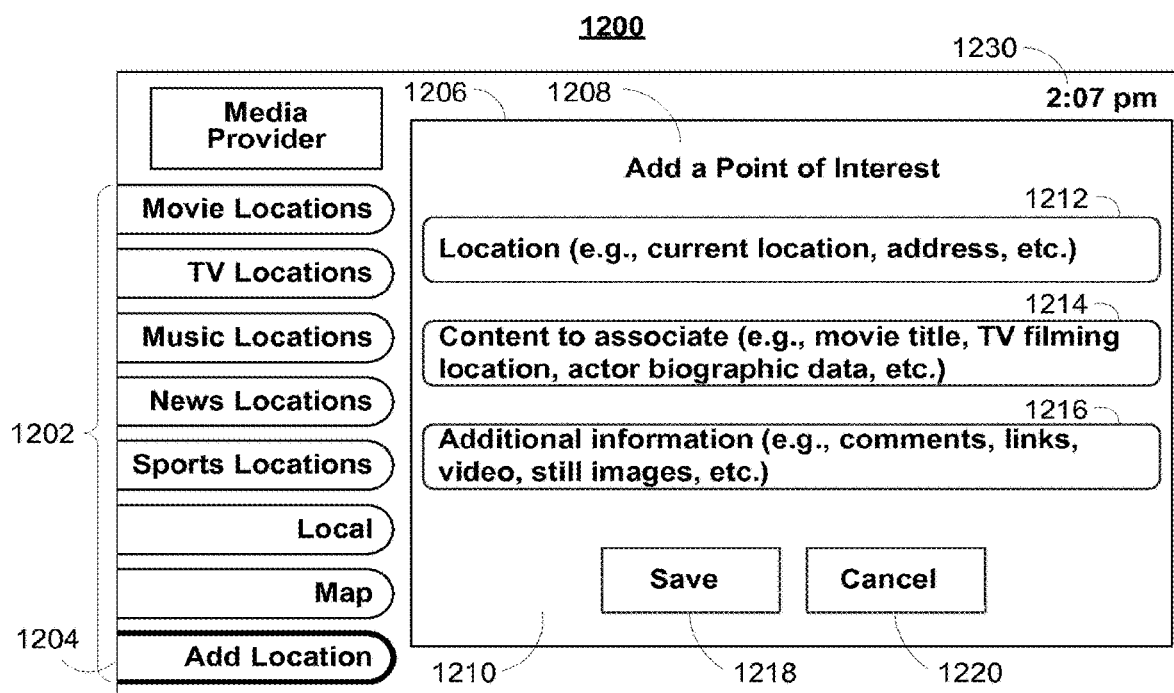 1200
1230
2:07 pm
Media
Provider
1206
1208
Add a Point of Interest
Movie Locations
TV Locations
Music Locations
News Locations
Sports Locations
Local
Map
Add Location
1202
1204
1212
Location (e.g., current location, address, etc.)
1214
Content to associate (e.g., movie title, TV filming
location, actor biographic data, etc.)
1216
Additional information (e.g., comments, links,
video, still images, etc.)
Save
Cancel
1210
1218
1220